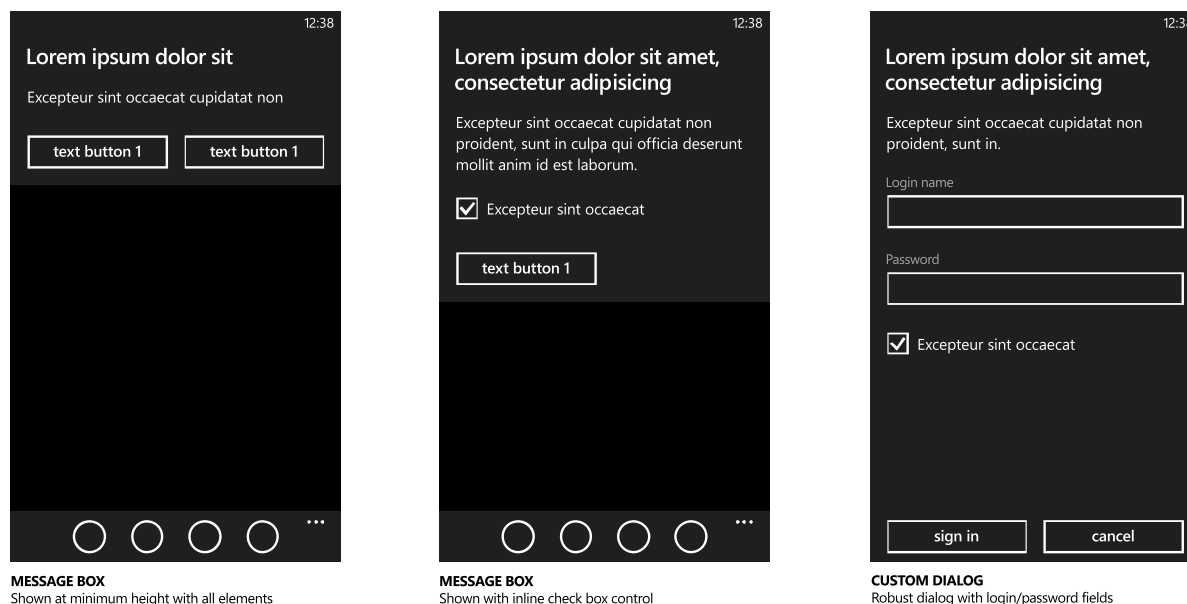 12:38
Lorem ipsum dolor sit
Excepteur sint occaecat cupidatat non
text button 1
text button 1
MESSAGE BOX
Shown at minimum height with all elements
12:38
Lorem ipsum dolor sit amet,
consectetur adipisicing
Excepteur sint occaecat cupidatat non
proident, sunt in culpa qui officia deserunt
mollit anim id est laborum.
Excepteur sint occaecat
text button 1
MESSAGE BOX
Shown with inline check box control
Lorem ipsum dolor sit amet,
consectetur adipisicing
Excepteur sint occaecat cupidatat non
proident, sunt in.
Login name
Password
Excepteur sint occaecat
sign in
cancel
CUSTOM DIALOG
Robust dialog with login/password fields